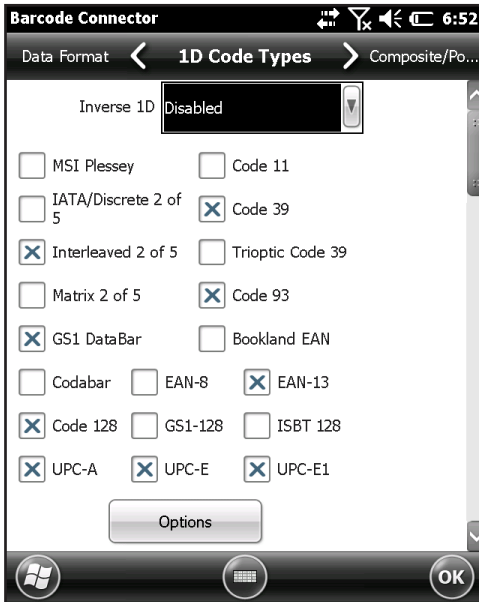 Barcode Connector 6:52
Data Format 1D Code Types Composite/Po...
Inverse 1D Disabled
MSI Plessey Code 11
IATA/Discrete 2 of
5 Code 39
Interleaved 2 of 5 Trioptic Code 39
Matrix 2 of 5 Code 93
GS1 DataBar Bookland EAN
Codabar EAN-8 EAN-13
Code 128 GS1-128 ISBT 128
UPC-A UPC-E UPC-E1
Options
OK